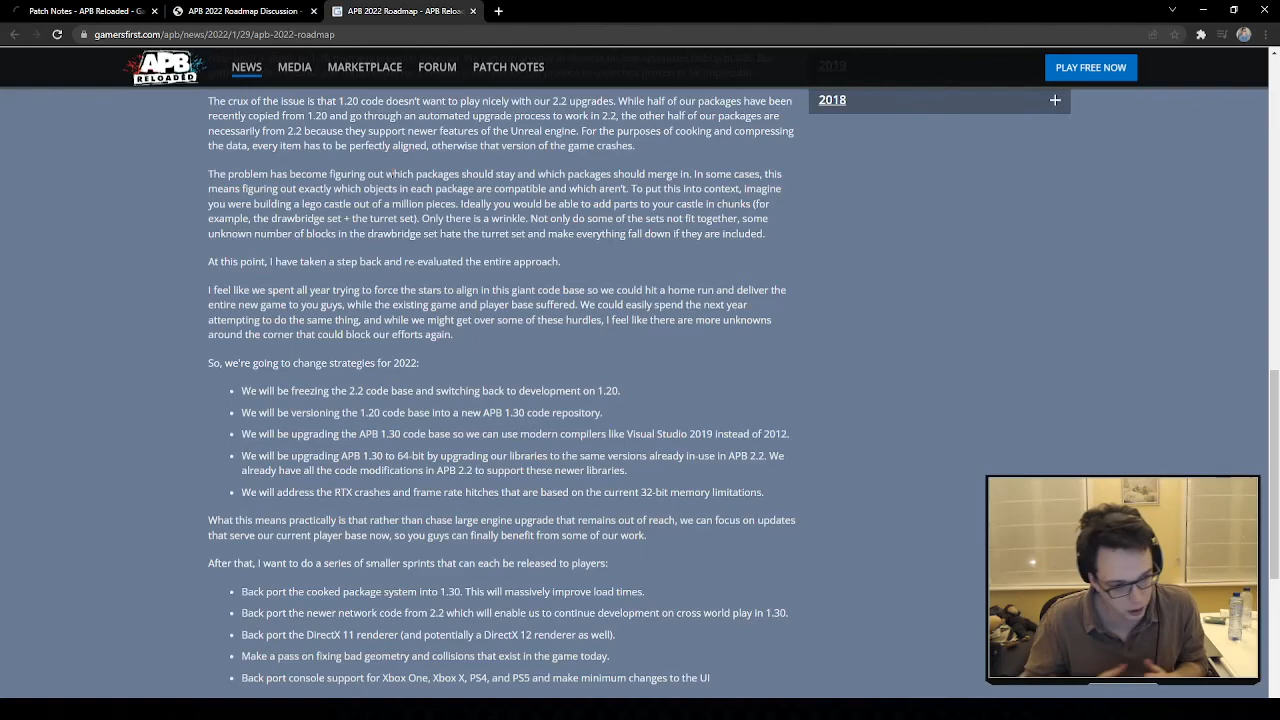 Patch Notes - APB Reloaded - Ga
APB 2022 Roadmap Discussion -
APB 2022 Roadmap - APB Reload
gamersfirst.com/apb/news/2022/1/29/apb-2022-roadmap
APB RELOADED
NEWS
MEDIA
MARKETPLACE
FORUM
PATCH NOTES
PLAY FREE NOW
2019
2018
The crux of the issue is that 1.20 code doesn't want to play nicely with our 2.2 upgrades. While half of our packages have been
recently copied from 1.20 and go through an automated upgrade process to work in 2.2, the other half of our packages are
necessarily from 2.2 because they support newer features of the Unreal engine. For the purposes of cooking and compressing
the data, every item has to be perfectly aligned, otherwise that version of the game crashes.
The problem has become figuring out which packages should stay and which packages should merge in. In some cases, this
means figuring out exactly which objects in each package are compatible and which aren't. To put this into context, imagine
you were building a lego castle out of a million pieces. Ideally you would be able to add parts to your castle in chunks (for
example, the drawbridge set + the turret set). Only there is a wrinkle. Not only do some of the sets not fit together, some
unknown number of blocks in the drawbridge set hate the turret set and make everything fall down if they are included.
At this point, I have taken a step back and re-evaluated the entire approach.
I feel like we spent all year trying to force the stars to align in this giant code base so we could hit a home run and deliver the
entire new game to you guys, while the existing game and player base suffered. We could easily spend the next year
attempting to do the same thing, and while we might get over some of these hurdles, I feel like there are more unknowns
around the corner that could block our efforts again.
So, we're going to change strategies for 2022:
• We will be freezing the 2.2 code base and switching back to development on 1.20.
• We will be versioning the 1.20 code base into a new APB 1.30 code repository.
• We will be upgrading the APB 1.30 code base so we can use modern compilers like Visual Studio 2019 instead of 2012.
• We will be upgrading APB 1.30 to 64-bit by upgrading our libraries to the same versions already in-use in APB 2.2. We
already have all the code modifications in APB 2.2 to support these newer libraries.
• We will address the RTX crashes and frame rate hitches that are based on the current 32-bit memory limitations.
What this means practically is that rather than chase large engine upgrade that remains out of reach, we can focus on updates
that serve our current player base now, so you guys can finally benefit from some of our work.
After that, I want to do a series of smaller sprints that can each be released to players:
• Back port the cooked package system into 1.30. This will massively improve load times.
• Back port the newer network code from 2.2 which will enable us to continue development on cross world play in 1.30.
• Back port the DirectX 11 renderer (and potentially a DirectX 12 renderer as well).
• Make a pass on fixing bad geometry and collisions that exist in the game today.
• Back port console support for Xbox One, Xbox X, PS4, and PS5 and make minimum changes to the UI